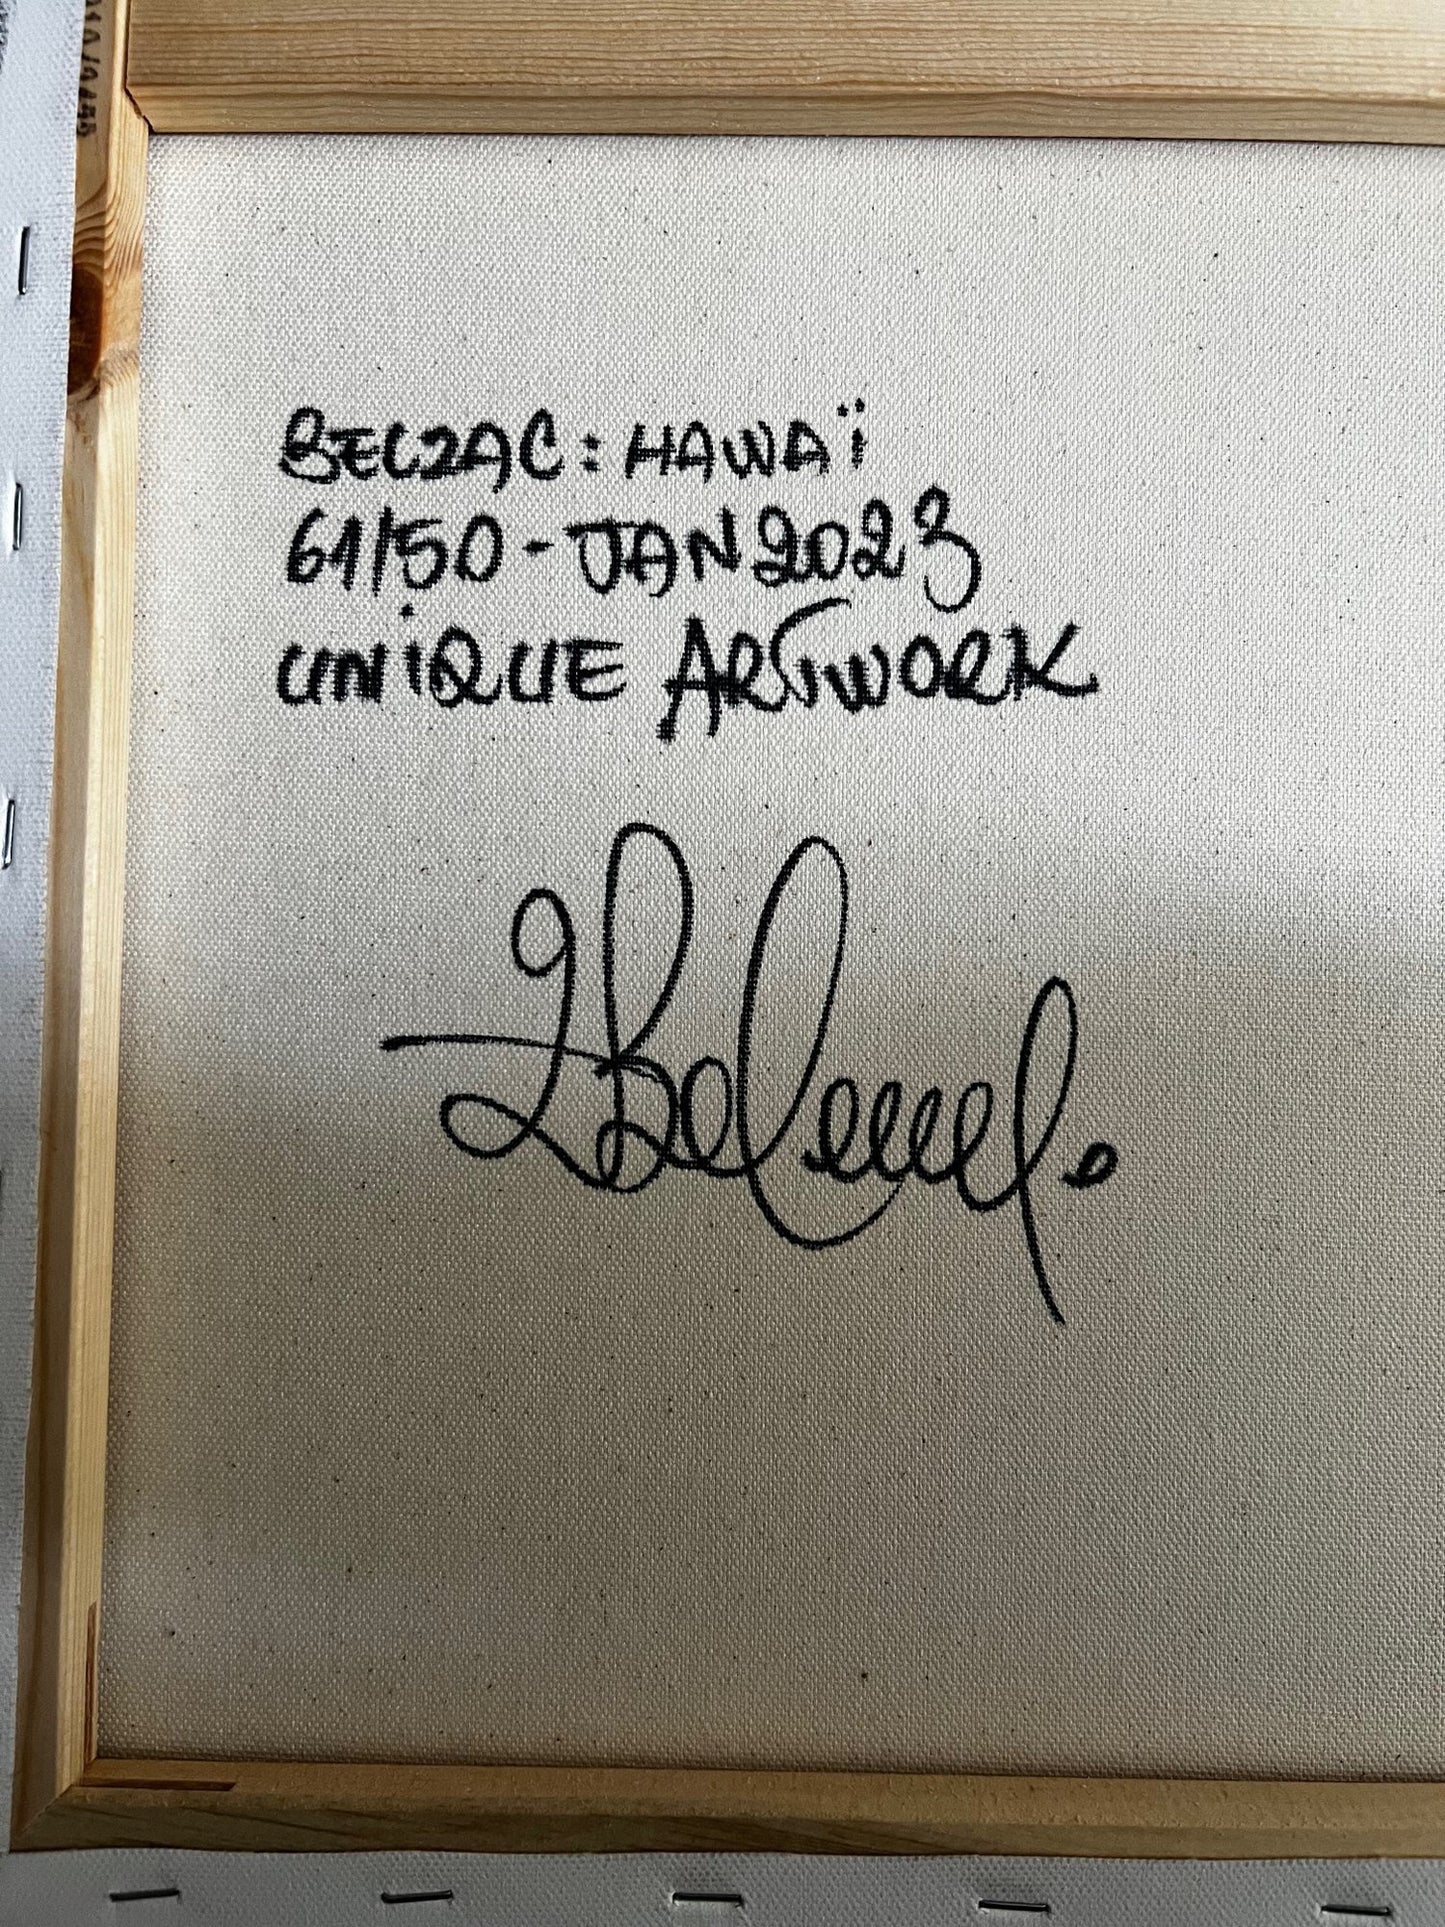 BELZAC : HAWAÏ
61/50 - JAN 2023
UNIQUE ARTWORK